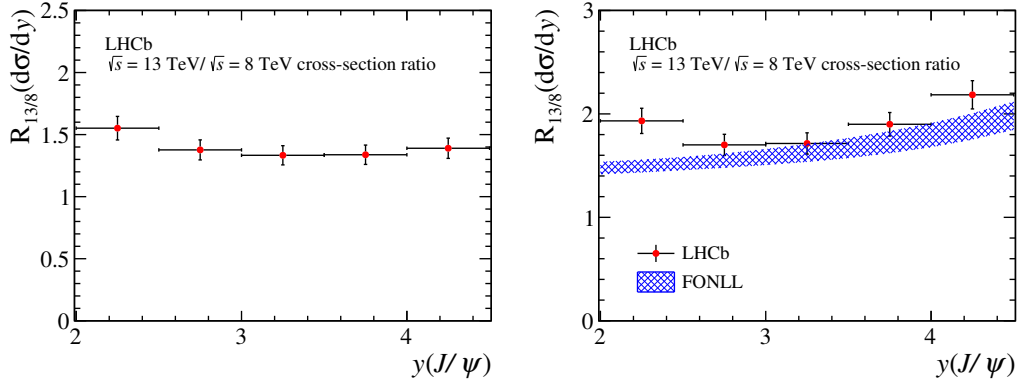 R13/8(dσ/dy)
2.5
2
1.5
1
0.5
0
LHCb
√s = 13 TeV/ √s = 8 TeV cross-section ratio
2 3 4
y(J/ψ)
R13/8(dσ/dy)
3
2
1
0
LHCb
√s = 13 TeV/ √s = 8 TeV cross-section ratio
LHCb
FONLL
2 3 4
y(J/ψ)